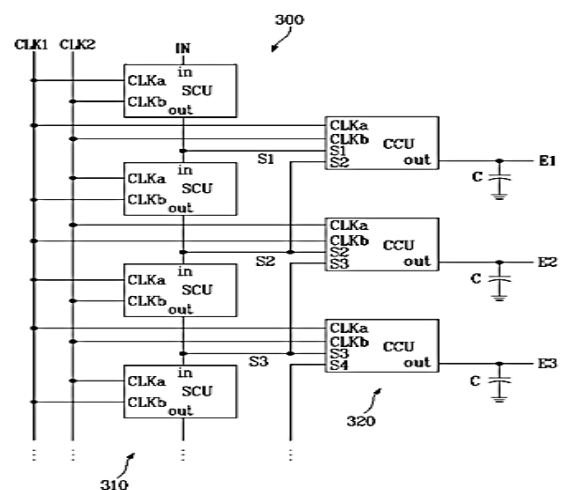 300
CLK1 CLK2 IN
in
CLKa SCU
CLKb
out
CLKa
CLKb CCU
S1
S2 out
S1
C
E1
in
CLKa SCU
CLKb
out
CLKa
CLKb CCU
S2
S3 out
S2
C
E2
in
CLKa SCU
CLKb
out
CLKa
CLKb CCU
S3
S4 out
S3
C
E3
in
CLKa SCU
CLKb
out
320
310